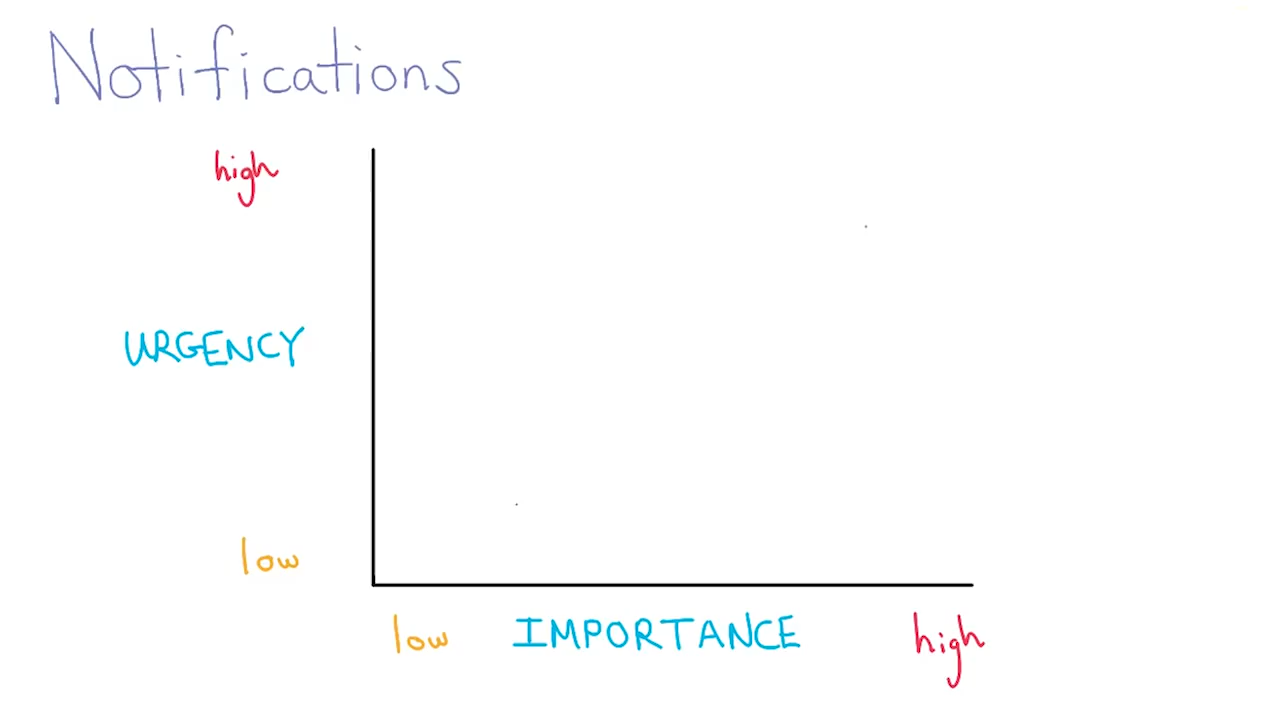 Notifications
high
URGENCY
low
low IMPORTANCE high